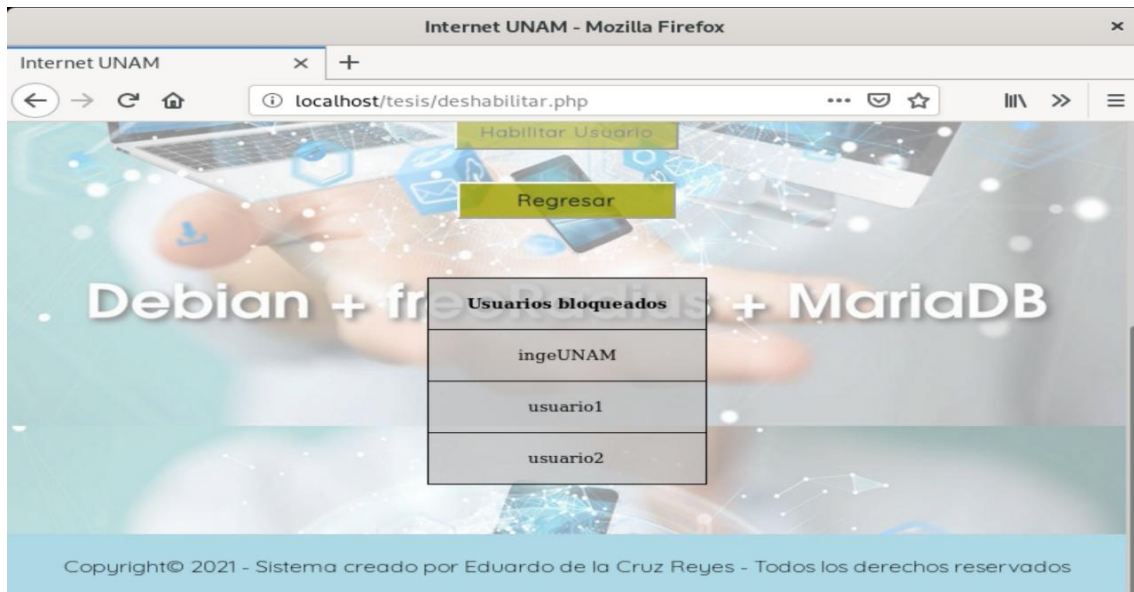 Internet UNAM - Mozilla Firefox ×
Internet UNAM × +
localhost/tesis/deshabilitar.php
Habilitar Usuario
Regresar
Debian + freeRadius + MariaDB
Usuarios bloqueados
ingeUNAM
usuario1
usuario2
Copyright© 2021 - Sistema creado por Eduardo de la Cruz Reyes - Todos los derechos reservados